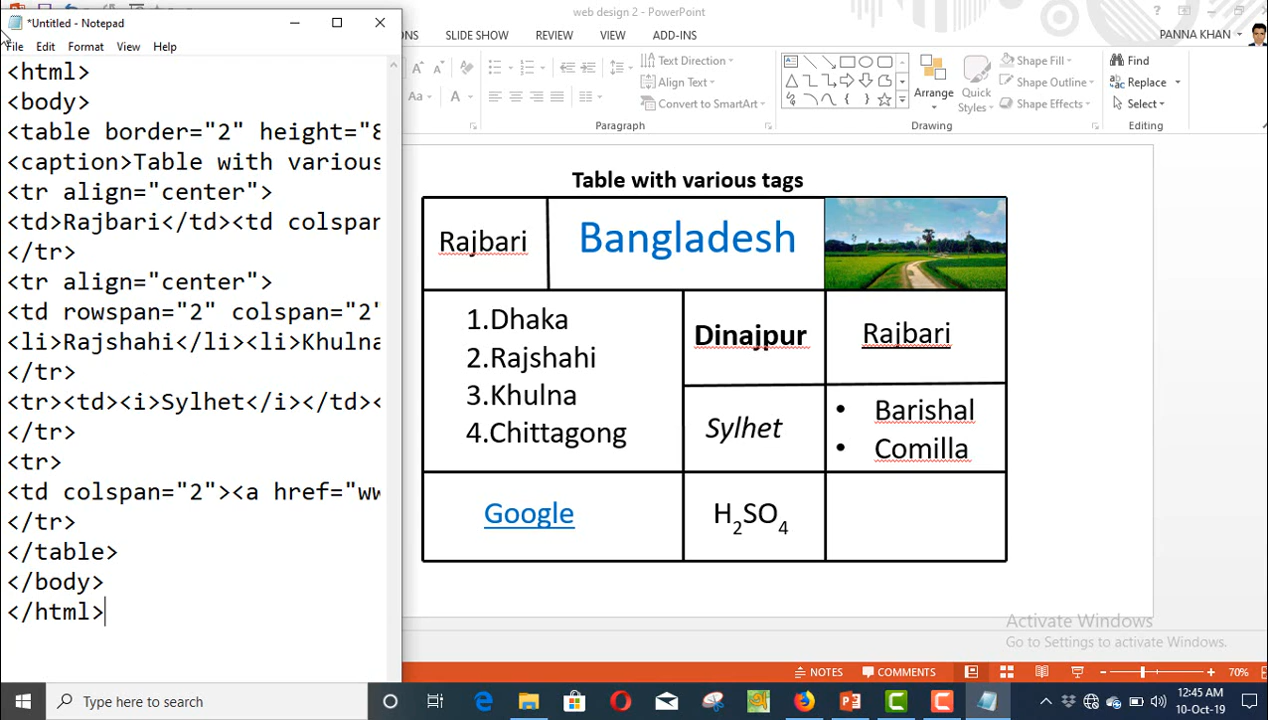 *Untitled - Notepad
File Edit Format View Help
<html>
<body>
<table border="2" height="8
<caption>Table with various
<tr align="center">
<td>Rajbari</td><td colspan
</tr>
<tr align="center">
<td rowspan="2" colspan="2"
<li>Rajshahi</li><li>Khulna
</tr>
<tr><td><i>Sylhet</i></td><
</tr>
<tr>
<td colspan="2"><a href="ww
</tr>
</table>
</body>
</html>
web design 2 - PowerPoint
ONS SLIDE SHOW REVIEW VIEW ADD-INS PANNA KHAN
Text Direction
Align Text
Convert to SmartArt
Paragraph
Arrange
Quick
Styles
Shape Fill
Shape Outline
Shape Effects
Drawing
Find
Replace
Select
Editing
Aa A
Table with various tags
Rajbari Bangladesh
1.Dhaka
2.Rajshahi
3.Khulna
4.Chittagong
Dinajpur Rajbari
Sylhet
• Barishal
• Comilla
Google H2SO4
Activate Windows
Go to Settings to activate Windows.
NOTES COMMENTS 70%
Type here to search
12:45 AM
10-Oct-19